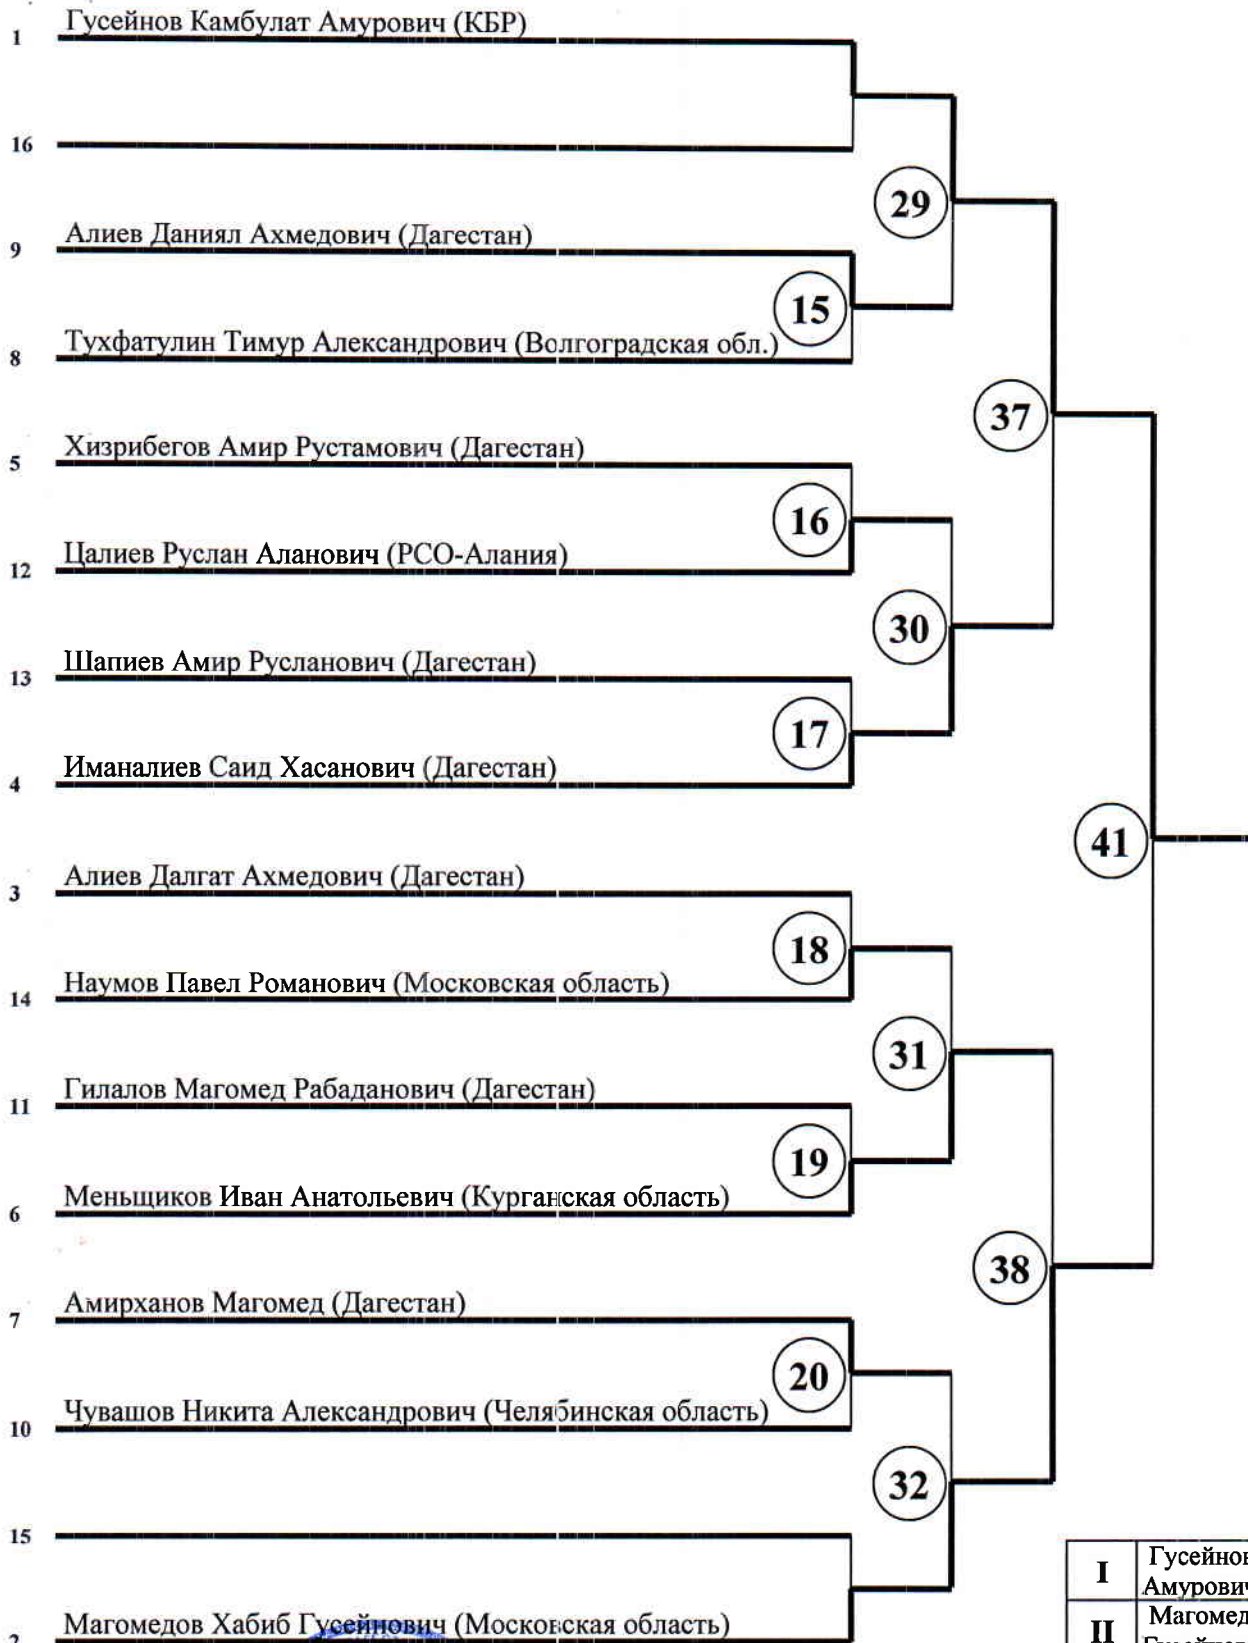 Гусейнов Камбулат Амурович (КБР)
1
16
29
Алиев Даниял Ахмедович (Дагестан)
9
15
Тухфатулин Тимур Александрович (Волгоградская обл.)
8
37
Хизрибегов Амир Рустамович (Дагестан)
5
16
Цалиев Руслан Аланович (РСО-Алания)
12
30
Шапиев Амир Русланович (Дагестан)
13
17
Иманалиев Саид Хасанович (Дагестан)
4
41
Алиев Далгат Ахмедович (Дагестан)
3
18
Наумов Павел Романович (Московская область)
14
31
Гилалов Магомед Рабаданович (Дагестан)
11
19
Меньщиков Иван Анатольевич (Курганская область)
6
38
Амирханов Магомед (Дагестан)
7
20
Чувашов Никита Александрович (Челябинская область)
10
32
15
I Гусейнов
Амурович
Магомедов Хабиб Гусейнович (Московская область)
2
II Магомед